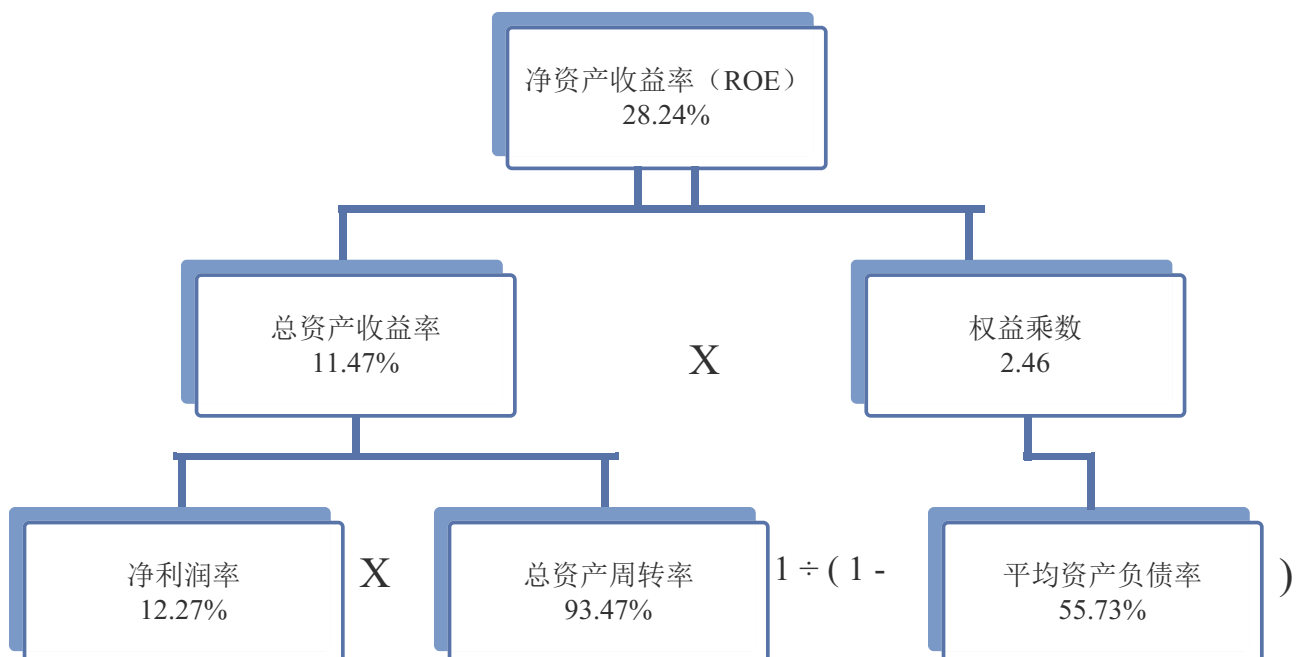 净资产收益率（ROE）
28.24%
总资产收益率
11.47%
X
权益乘数
2.46
净利润率
12.27%
X
总资产周转率
93.47%
1 ÷ ( 1 -
平均资产负债率
55.73%
)